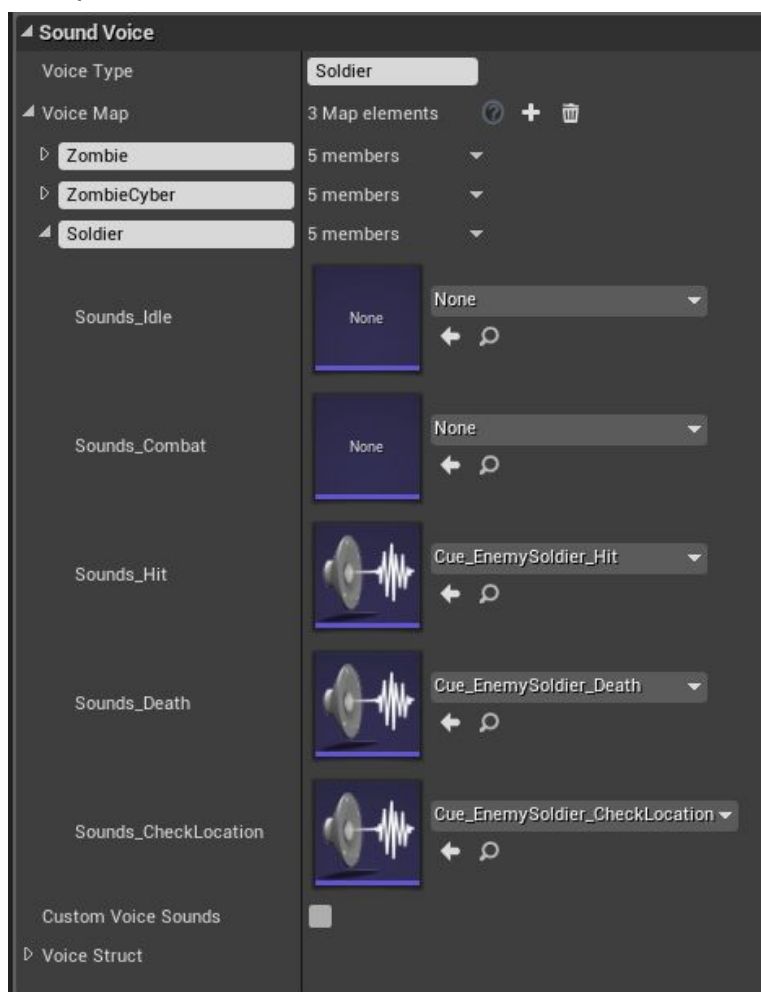 Sound Voice
Voice Type Soldier
Voice Map 3 Map elements
Zombie 5 members
ZombieCyber 5 members
Soldier 5 members
Sounds_Idle None None
Sounds_Combat None None
Sounds_Hit Cue_EnemySoldier_Hit
Sounds_Death Cue_EnemySoldier_Death
Sounds_CheckLocation Cue_EnemySoldier_CheckLocation
Custom Voice Sounds
Voice Struct